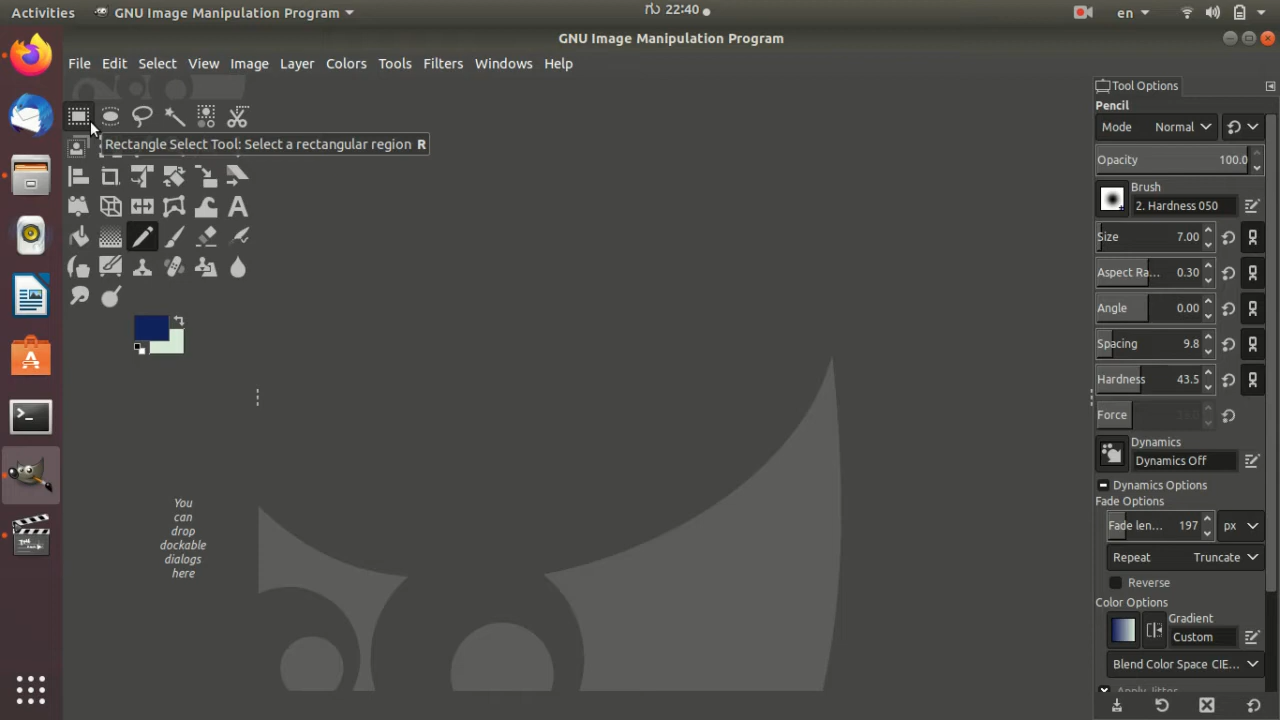 Activities
GNU Image Manipulation Program
ორ 22:40
en
GNU Image Manipulation Program
File Edit Select View Image Layer Colors Tools Filters Windows Help
Rectangle Select Tool: Select a rectangular region R
You
can
drop
dockable
dialogs
here
Tool Options
Pencil
Mode Normal
Opacity 100.0
Brush
2. Hardness 050
Size 7.00
Aspect Ra... 0.30
Angle 0.00
Spacing 9.8
Hardness 43.5
Force
Dynamics
Dynamics Off
Dynamics Options
Fade Options
Fade len... 197 px
Repeat Truncate
Reverse
Color Options
Gradient
Custom
Blend Color Space CIE...
Apply Jitter